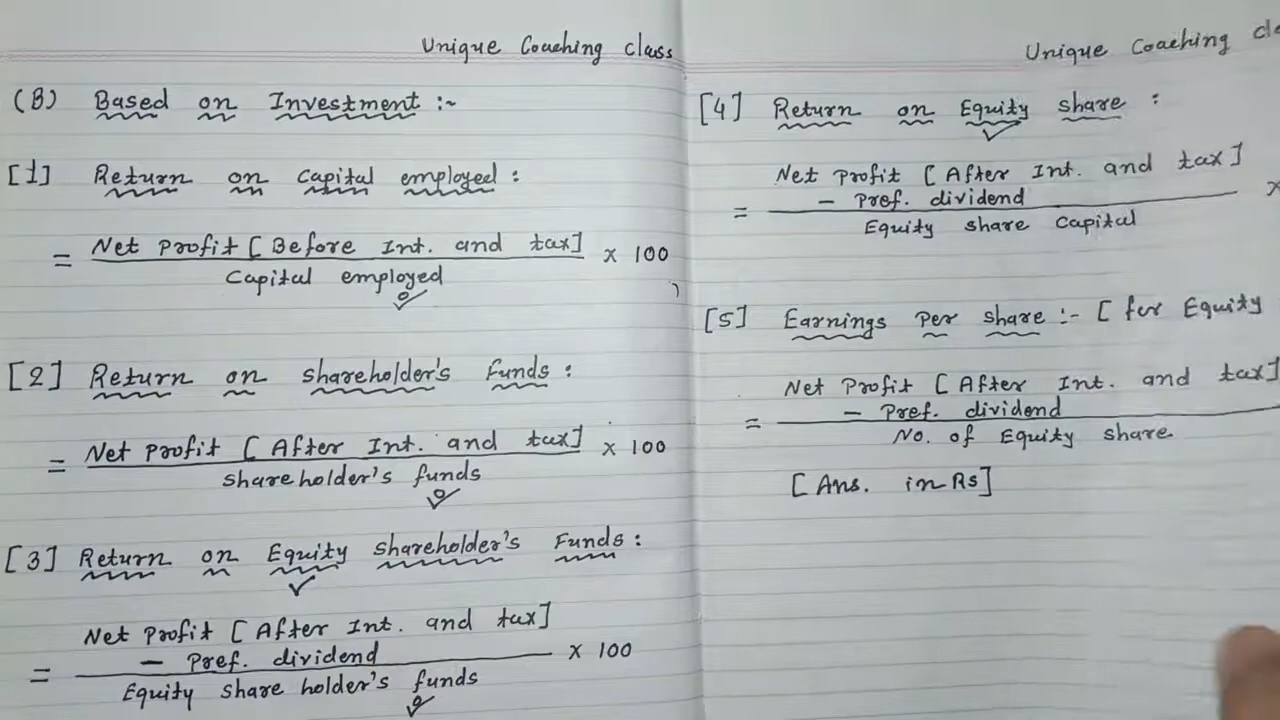 Unique Coaching class
(B) Based on Investment :~
[1] Return on Capital employed :
= Net Profit [Before Int. and tax] x 100
Capital employed
[2] Return on shareholder's Funds :
= Net profit [After Int. and tax] x 100
shareholder's funds
[3] Return on Equity shareholder's Funds :
= Net Profit [After Int. and tax]
— Pref. dividend x 100
Equity share holder's funds
Unique Coaching
[4] Return on Equity share :
Net Profit [After Int. and tax]
= — Pref. dividend x
Equity share Capital
[5] Earnings Per share :- [for Equity
Net Profit [After Int. and tax]
= — Pref. dividend
No. of Equity share
[Ans. in Rs]